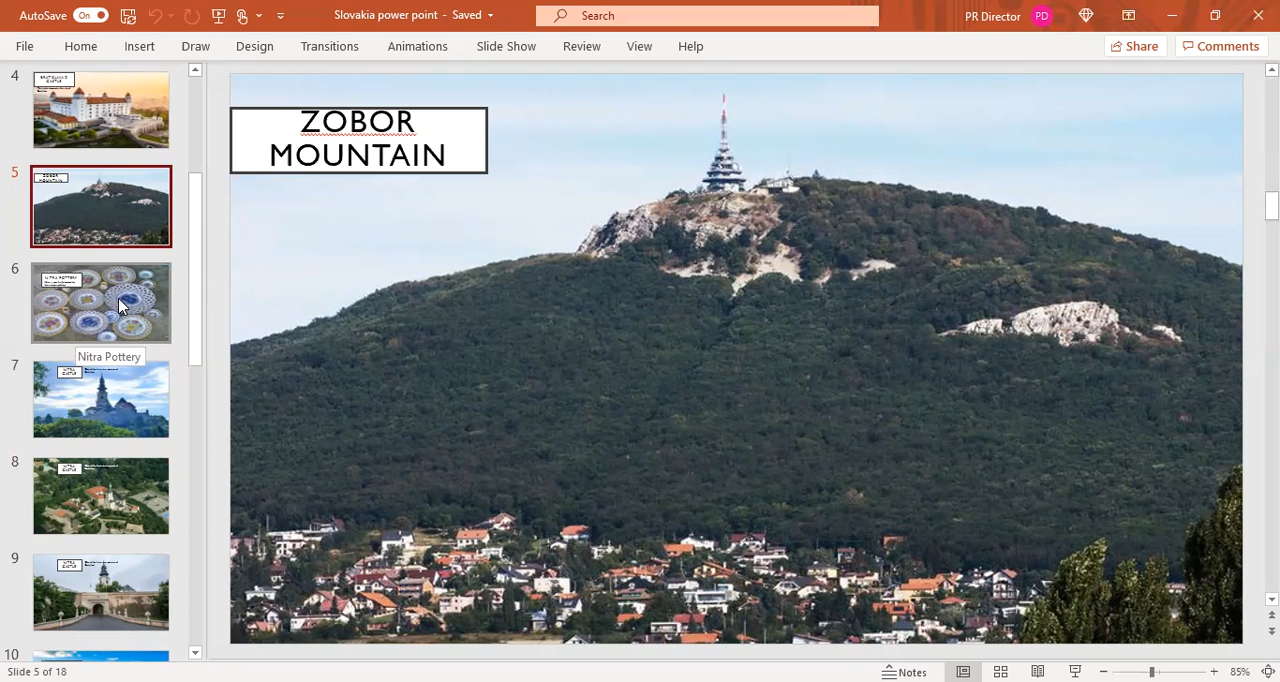 AutoSave On Slovakia power point - Saved Search PR Director PD
File Home Insert Draw Design Transitions Animations Slide Show Review View Help Share Comments
4
5
6
7
8
9
10
NITRA POTTERY
Nitra Pottery
ZOBOR
MOUNTAIN
Slide 5 of 18 Notes 85%